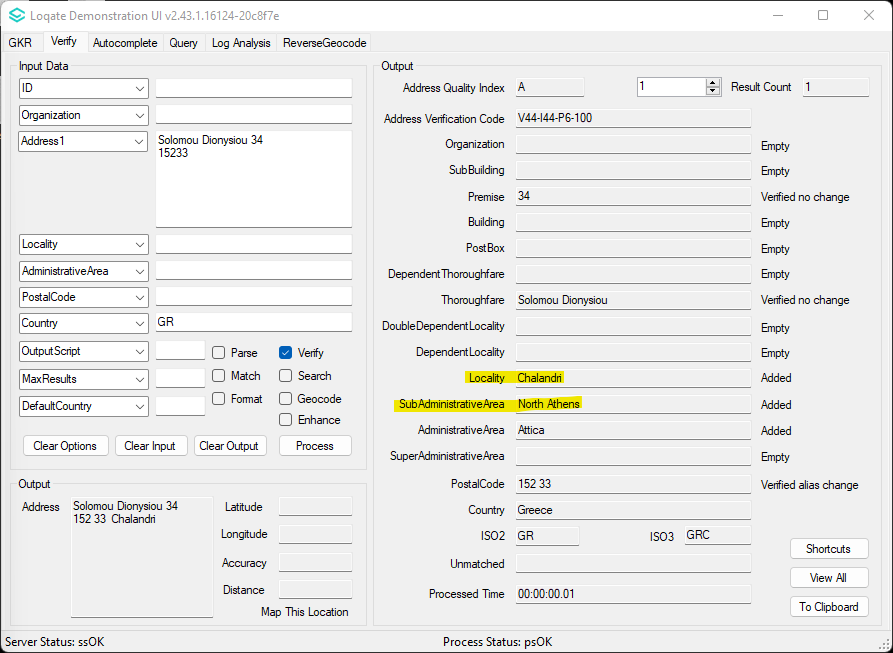 Loqate Demonstration UI v2.43.1.16124-20c8f7e
GKR Verify Autocomplete Query Log Analysis ReverseGeocode
Input Data
ID
Organization
Address1 Solomou Dionysiou 34
15233
Locality
AdministrativeArea
PostalCode
Country GR
OutputScript Parse Verify
MaxResults Match Search
DefaultCountry Format Geocode
Enhance
Clear Options Clear Input Clear Output Process
Output
Address Solomou Dionysiou 34
152 33 Chalandri
Latitude
Longitude
Accuracy
Distance
Map This Location
Output
Address Quality Index A 1 Result Count 1
Address Verification Code V44-I44-P6-100
Organization Empty
SubBuilding Empty
Premise 34 Verified no change
Building Empty
PostBox Empty
DependentThoroughfare Empty
Thoroughfare Solomou Dionysiou Verified no change
DoubleDependentLocality Empty
DependentLocality Empty
Locality Chalandri Added
SubAdministrativeArea North Athens Added
AdministrativeArea Attica Added
SuperAdministrativeArea Empty
PostalCode 152 33 Verified alias change
Country Greece
ISO2 GR ISO3 GRC
Unmatched
Processed Time 00:00:00.01
Shortcuts
View All
To Clipboard
Server Status: ssOK Process Status: psOK